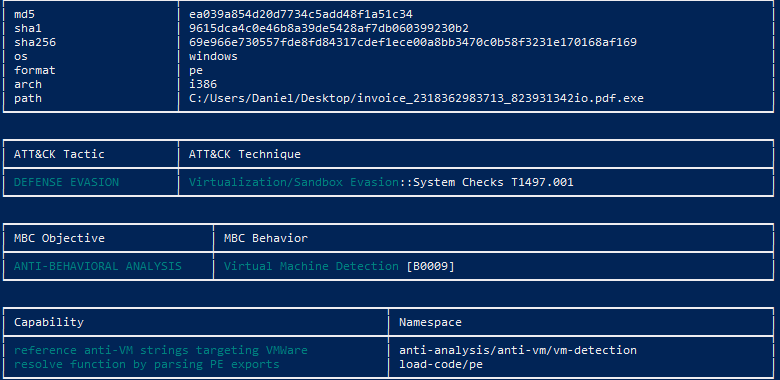 md5 ea039a854d20d7734c5add48f1a51c34
sha1 9615dca4c0e46b8a39de5428af7db060399230b2
sha256 69e966e730557fde8fd84317cdef1ece00a8bb3470c0b58f3231e170168af169
os windows
format pe
arch i386
path C:/Users/Daniel/Desktop/invoice_2318362983713_823931342io.pdf.exe
ATT&CK Tactic ATT&CK Technique
DEFENSE EVASION Virtualization/Sandbox Evasion::System Checks T1497.001
MBC Objective MBC Behavior
ANTI-BEHAVIORAL ANALYSIS Virtual Machine Detection [B0009]
Capability Namespace
reference anti-VM strings targeting VMWare anti-analysis/anti-vm/vm-detection
resolve function by parsing PE exports load-code/pe